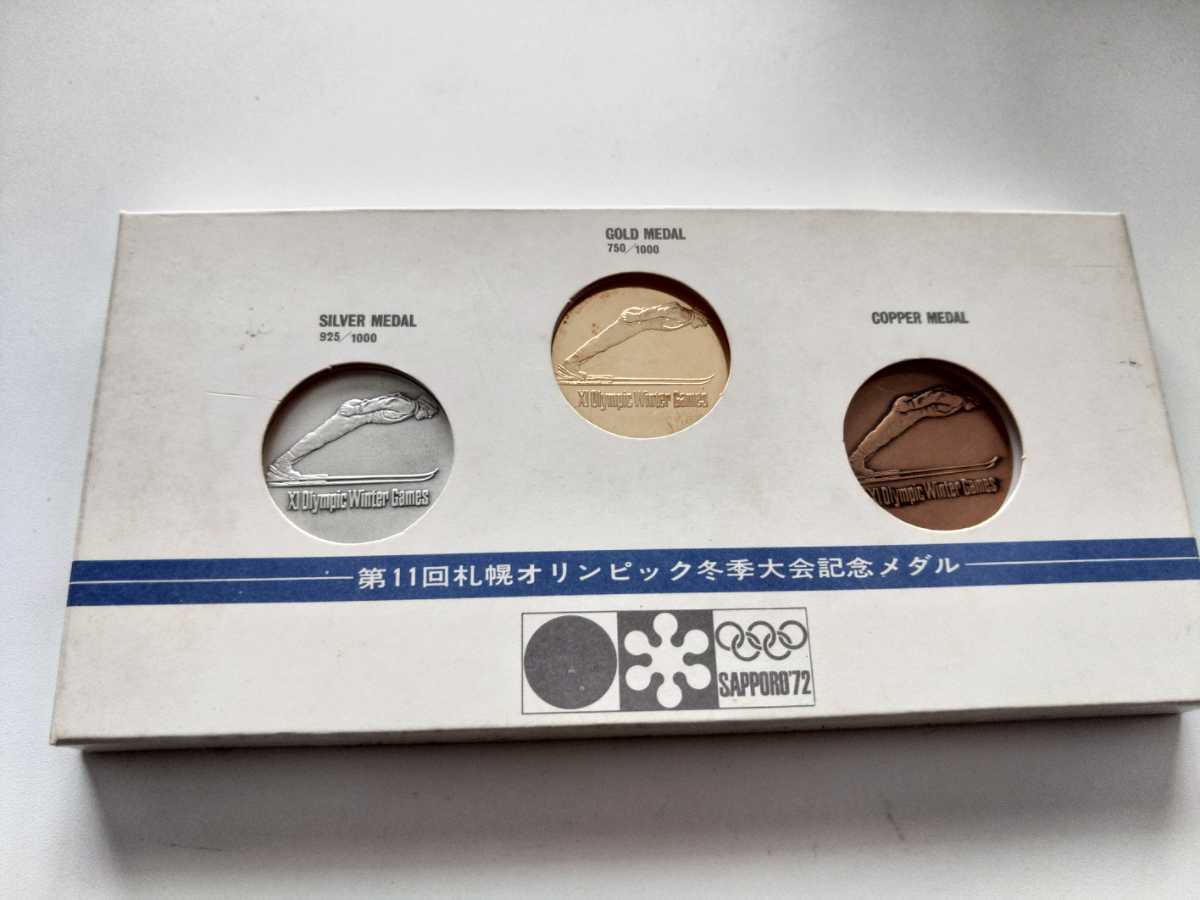 GOLD MEDAL
750/1000
SILVER MEDAL
925/1000
COPPER MEDAL
XI Olympic Winter Games
XI Olympic Winter Games
XI Olympic Winter Games
第11回札幌オリンピック冬季大会記念メダル
SAPPORO'72